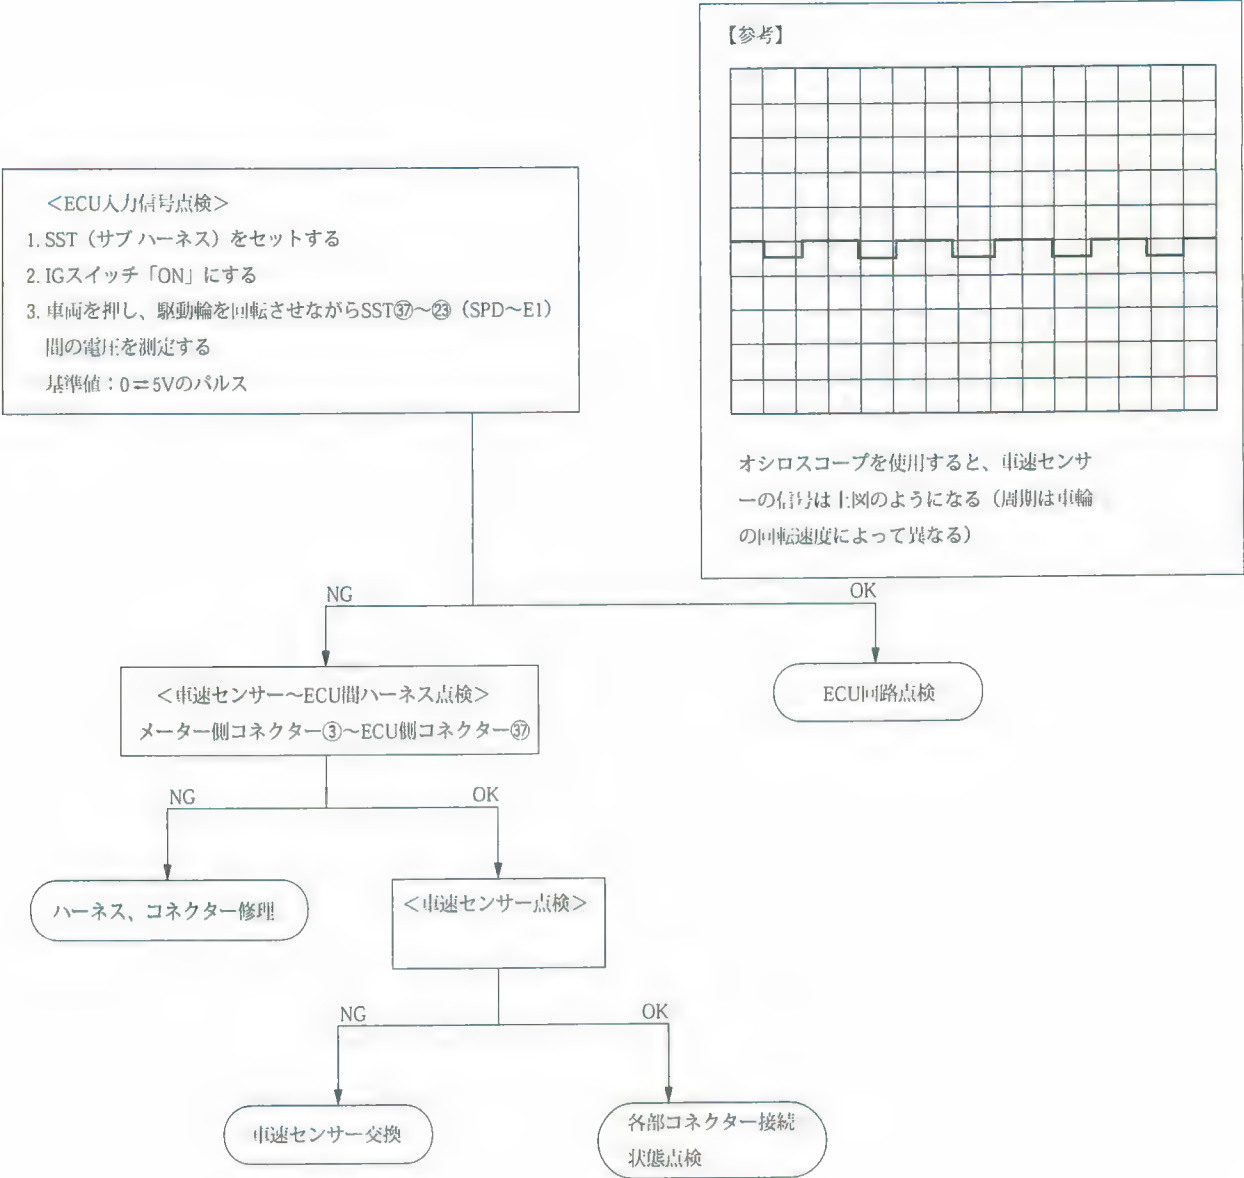 【参考】
<ECU入力信号点検>
1. SST（サブ ハーネス）をセットする
2. IGスイッチ「ON」にする
3. 車両を押し、駆動輪を回転させながらSST㊲～㉓（SPD～E1）
間の電圧を測定する
基準値：0⇌5Vのパルス
オシロスコープを使用すると、車速センサ
ーの信号は上図のようになる（周期は車輪
の回転速度によって異なる）
NG
OK
<車速センサー～ECU間ハーネス点検>
メーター側コネクター③～ECU側コネクター㊲
ECU回路点検
NG
OK
ハーネス、コネクター修理
<車速センサー点検>
NG
OK
車速センサー交換
各部コネクター接続
状態点検